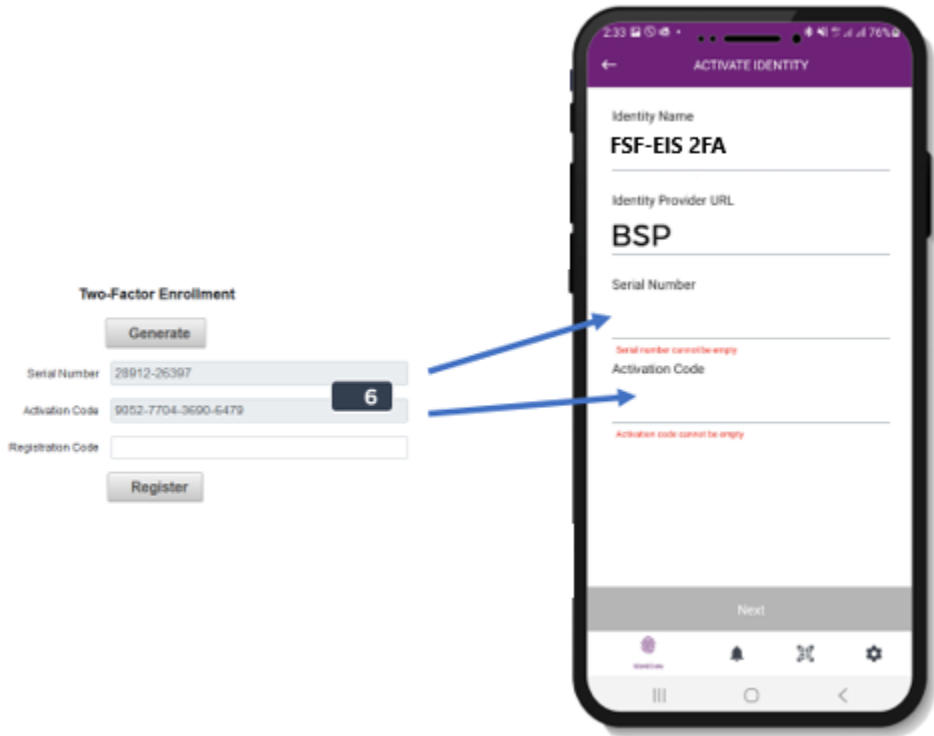 Two-Factor Enrollment
Generate
Serial Number 28912-26397
6
Activation Code 9052-7704-3690-6479
Registration Code
Register
2:33 76%
ACTIVATE IDENTITY
Identity Name
FSF-EIS 2FA
Identity Provider URL
BSP
Serial Number
Serial number cannot be empty
Activation Code
Activation code cannot be empty
Next